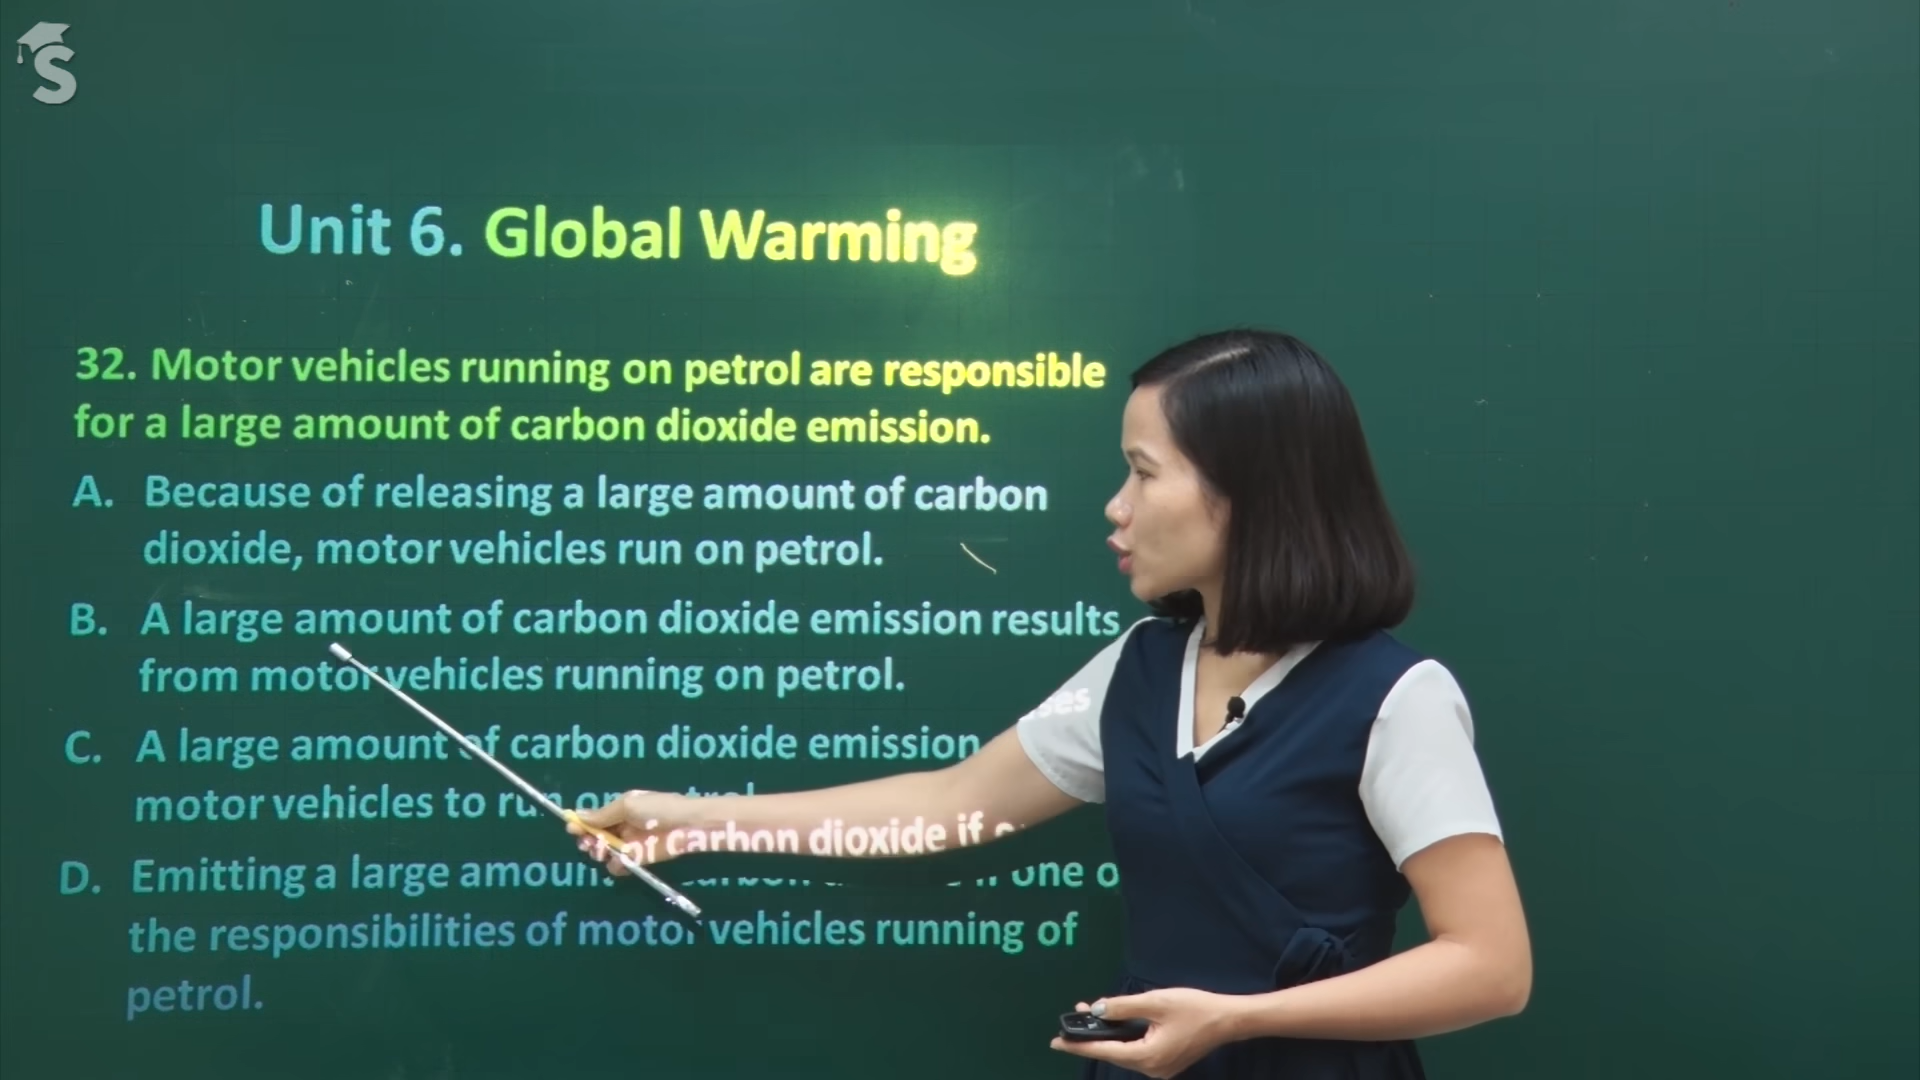 S
Unit 6. Global Warming
32. Motor vehicles running on petrol are responsible
for a large amount of carbon dioxide emission.
A. Because of releasing a large amount of carbon
dioxide, motor vehicles run on petrol.
B. A large amount of carbon dioxide emission results
from motor vehicles running on petrol.
C. A large amount of carbon dioxide emission
motor vehicles to run on
D. Emitting a large amount of carbon dioxide if one
the responsibilities of motor vehicles running of
petrol.